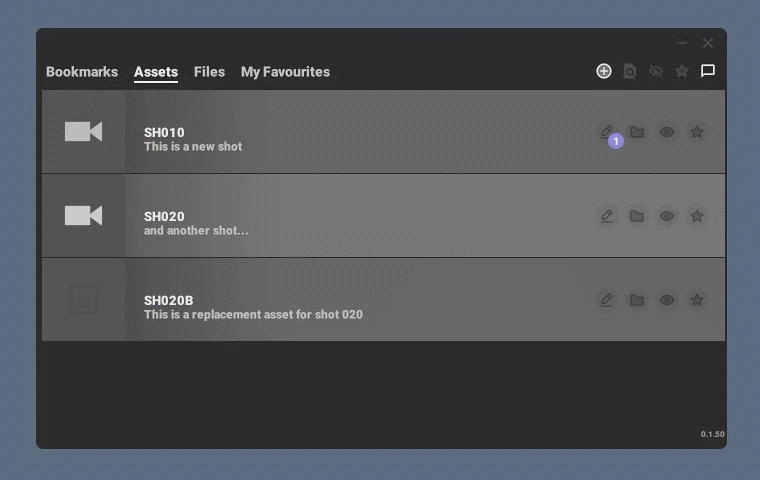 Bookmarks Assets Files My Favourites
SH010
This is a new shot
1
SH020
and another shot...
SH020B
This is a replacement asset for shot 020
0.1.50